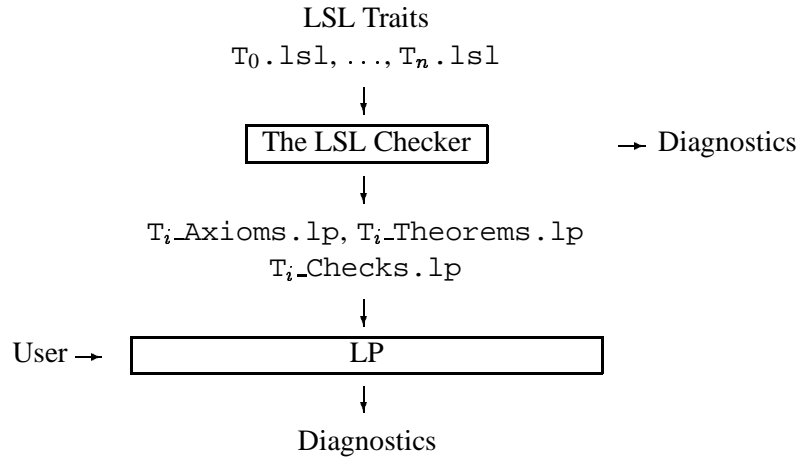 LSL Traits
T₀.lsl, ..., Tₙ.lsl
The LSL Checker → Diagnostics
Tᵢ_Axioms.lp, Tᵢ_Theorems.lp
Tᵢ_Checks.lp
User → LP
Diagnostics